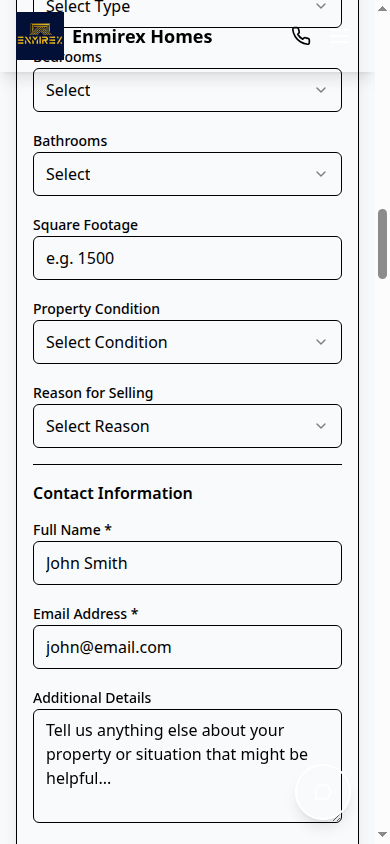 Select Type
ENMIREX
Enmirex Homes
Bedrooms
Select
Bathrooms
Select
Square Footage
e.g. 1500
Property Condition
Select Condition
Reason for Selling
Select Reason
Contact Information
Full Name *
John Smith
Email Address *
john@email.com
Additional Details
Tell us anything else about your
property or situation that might be
helpful...